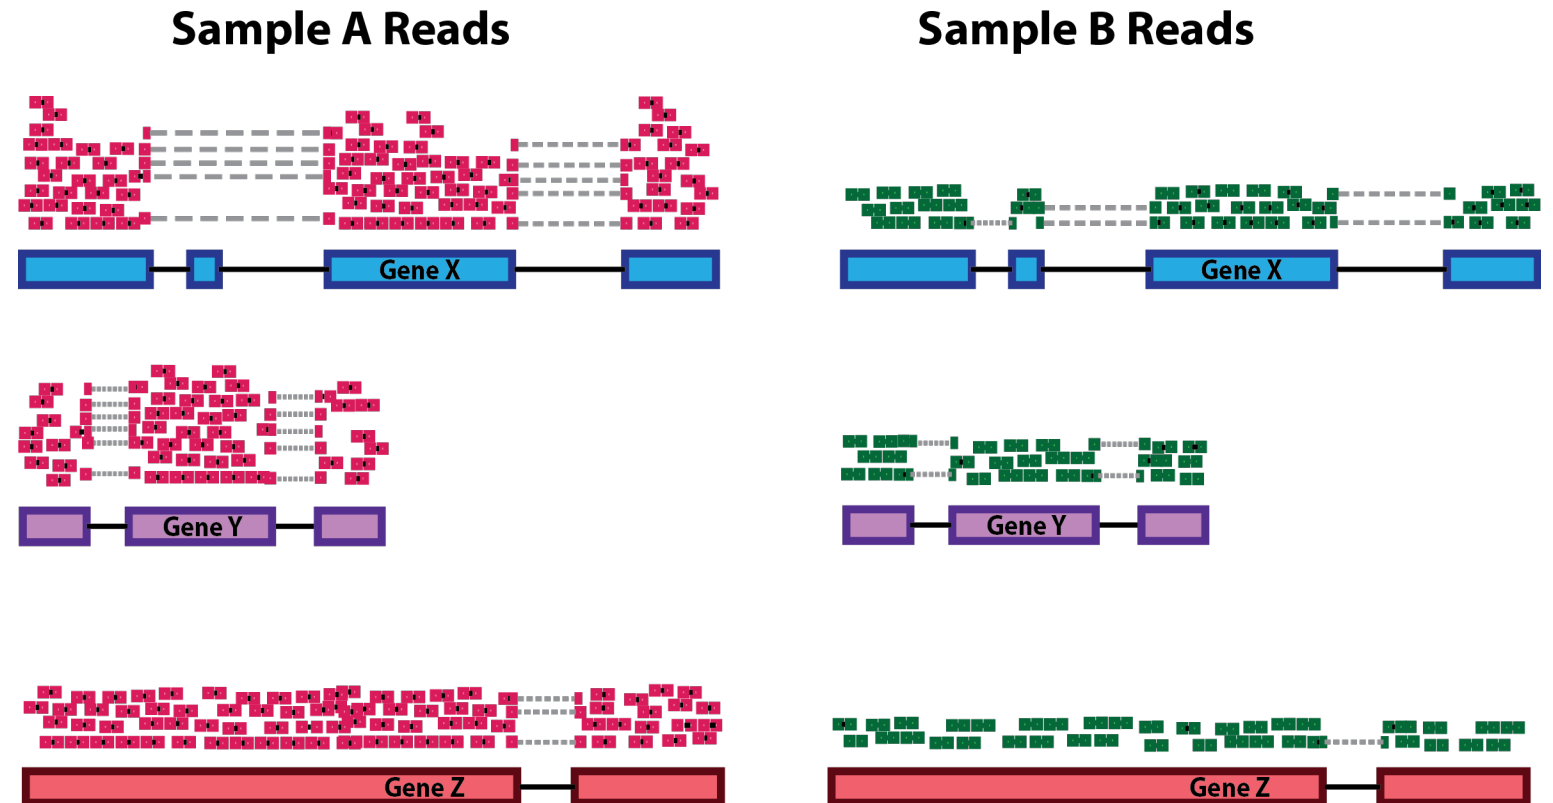 Sample A Reads
Sample B Reads
Gene X
Gene X
Gene Y
Gene Y
Gene Z
Gene Z